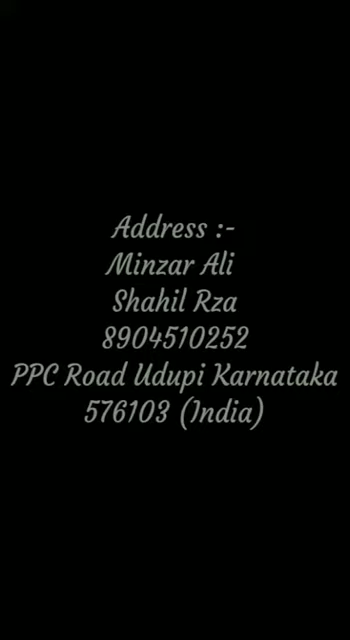 Address :-
Minzar Ali
Shahil Rza
8904510252
PPC Road Udupi Karnataka
576103 (India)